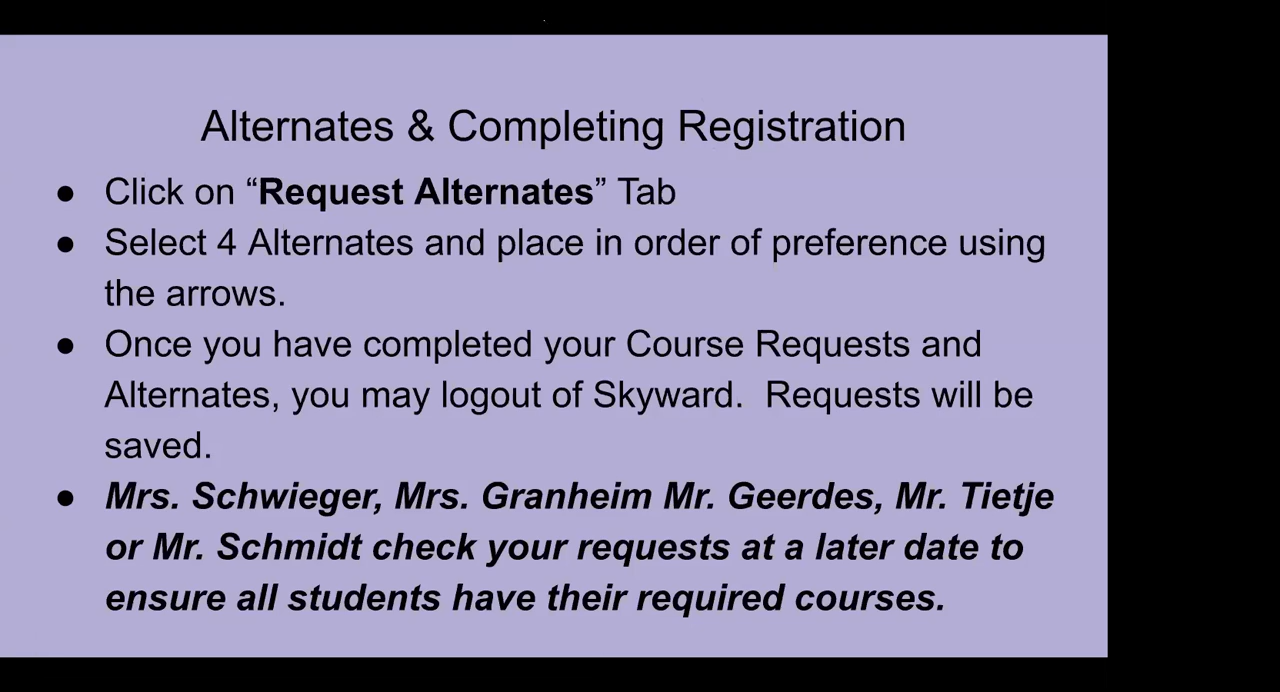 Alternates & Completing Registration
● Click on “Request Alternates” Tab
● Select 4 Alternates and place in order of preference using
the arrows.
● Once you have completed your Course Requests and
Alternates, you may logout of Skyward.  Requests will be
saved.
● Mrs. Schwieger, Mrs. Granheim Mr. Geerdes, Mr. Tietje
or Mr. Schmidt check your requests at a later date to
ensure all students have their required courses.